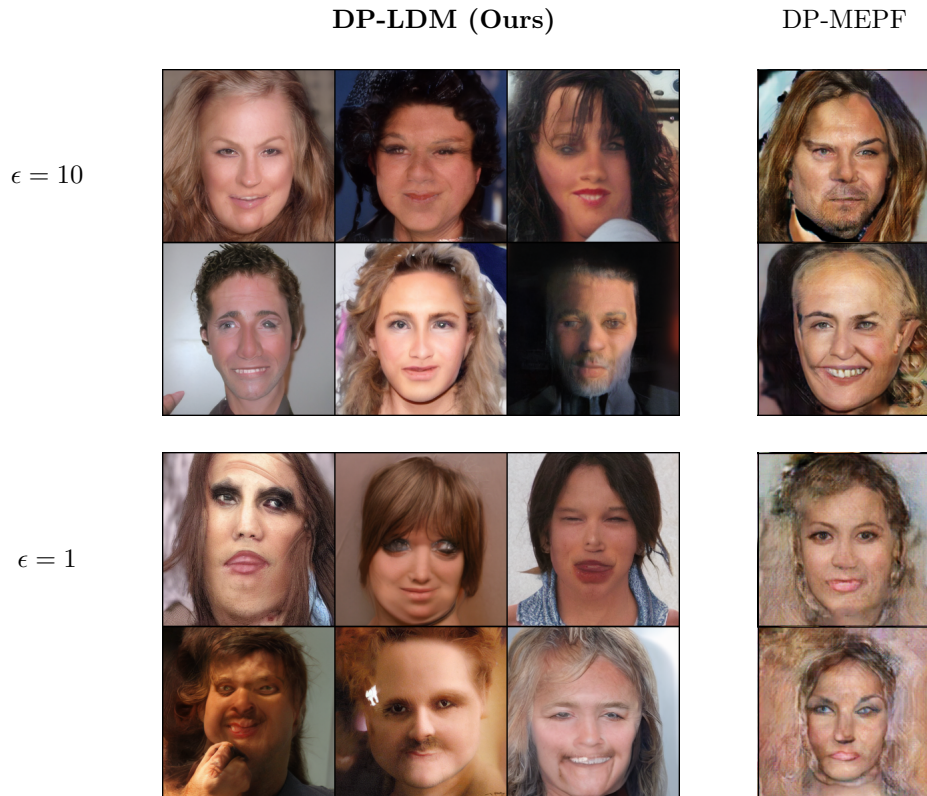 DP-LDM (Ours) DP-MEPF
ϵ = 10
ϵ = 1